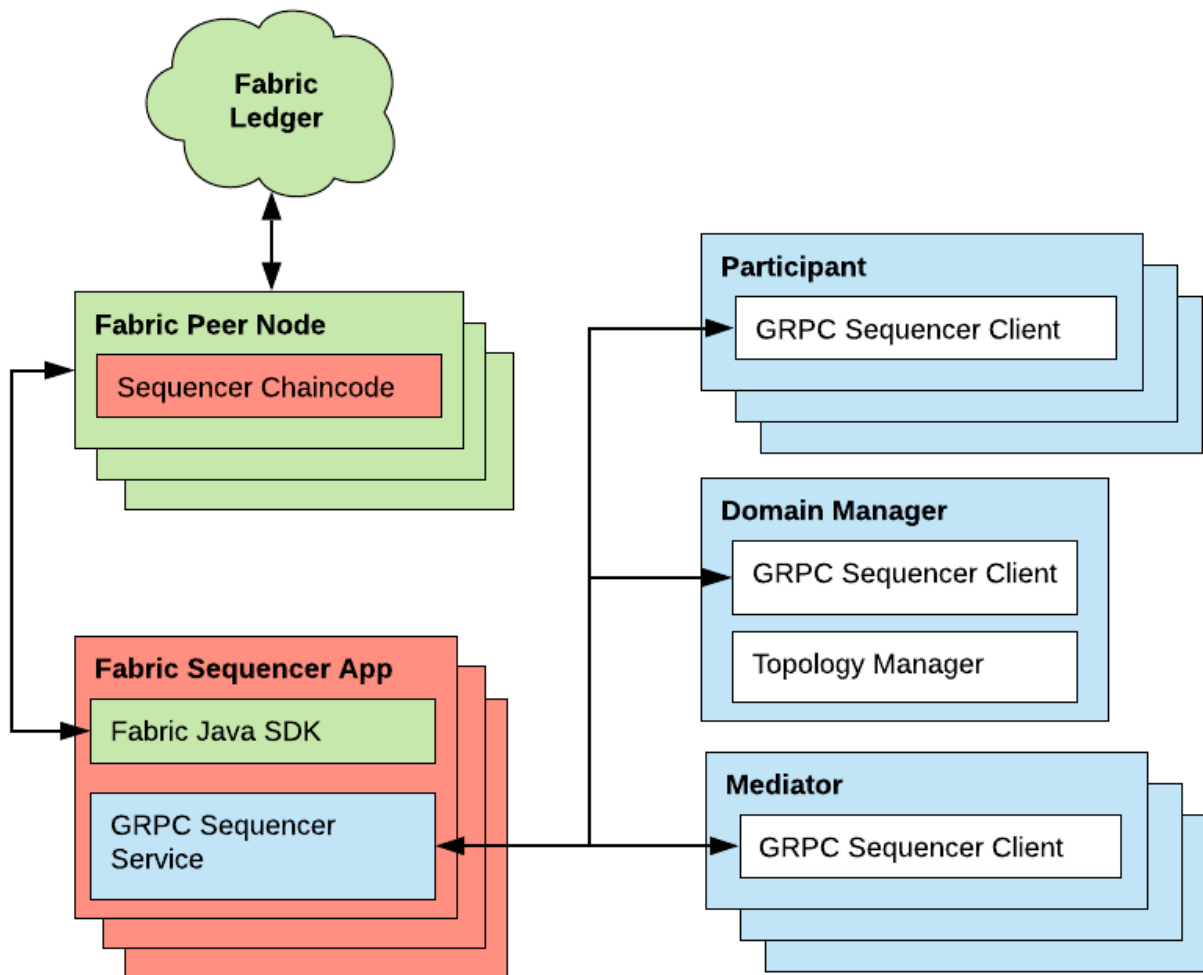 Fabric
Ledger
Fabric Peer Node
Sequencer Chaincode
Fabric Sequencer App
Fabric Java SDK
GRPC Sequencer
Service
Participant
GRPC Sequencer Client
Domain Manager
GRPC Sequencer Client
Topology Manager
Mediator
GRPC Sequencer Client